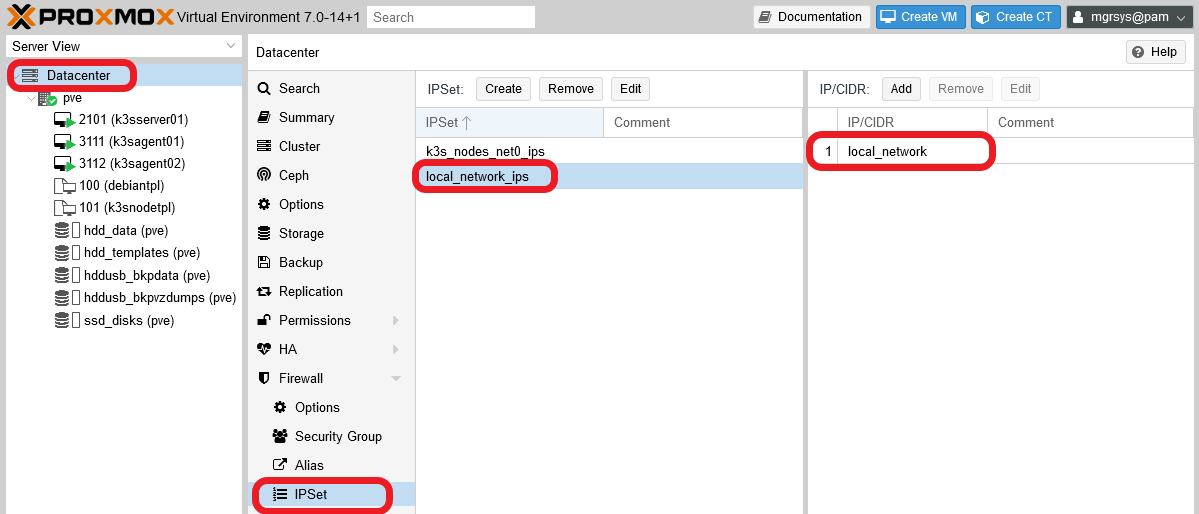 PROXMOX Virtual Environment 7.0-14+1 Search Documentation Create VM Create CT mgrsys@pam
Server View
Datacenter
pve
2101 (k3sserver01)
3111 (k3sagent01)
3112 (k3sagent02)
100 (debiantpl)
101 (k3snodetpl)
hdd_data (pve)
hdd_templates (pve)
hddusb_bkpdata (pve)
hddusb_bkpvzdumps (pve)
ssd_disks (pve)
Datacenter Help
Search
Summary
Cluster
Ceph
Options
Storage
Backup
Replication
Permissions
HA
Firewall
Options
Security Group
Alias
IPSet
IPSet: Create Remove Edit
IPSet Comment
k3s_nodes_net0_ips
local_network_ips
IP/CIDR: Add Remove Edit
IP/CIDR Comment
1 local_network